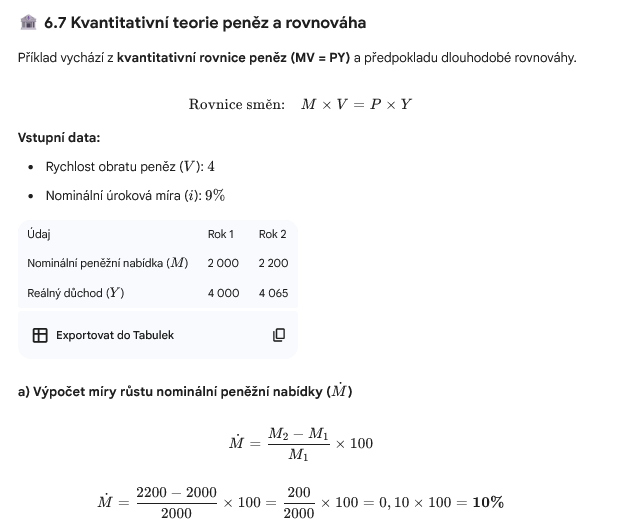 🏛️ 6.7 Kvantitativní teorie peněz a rovnováha
Příklad vychází z kvantitativní rovnice peněz (MV = PY) a předpokladu dlouhodobé rovnováhy.
Rovnice směn: M × V = P × Y
Vstupní data:
• Rychlost obratu peněz (V): 4
• Nominální úroková míra (i): 9%
Údaj Rok 1 Rok 2
Nominální peněžní nabídka (M) 2 000 2 200
Reálný důchod (Y) 4 000 4 065
Exportovat do Tabulek
a) Výpočet míry růstu nominální peněžní nabídky (Ṁ)
Ṁ = (M₂ − M₁) / M₁ × 100
Ṁ = (2200 − 2000) / 2000 × 100 = 200 / 2000 × 100 = 0, 10 × 100 = 10%